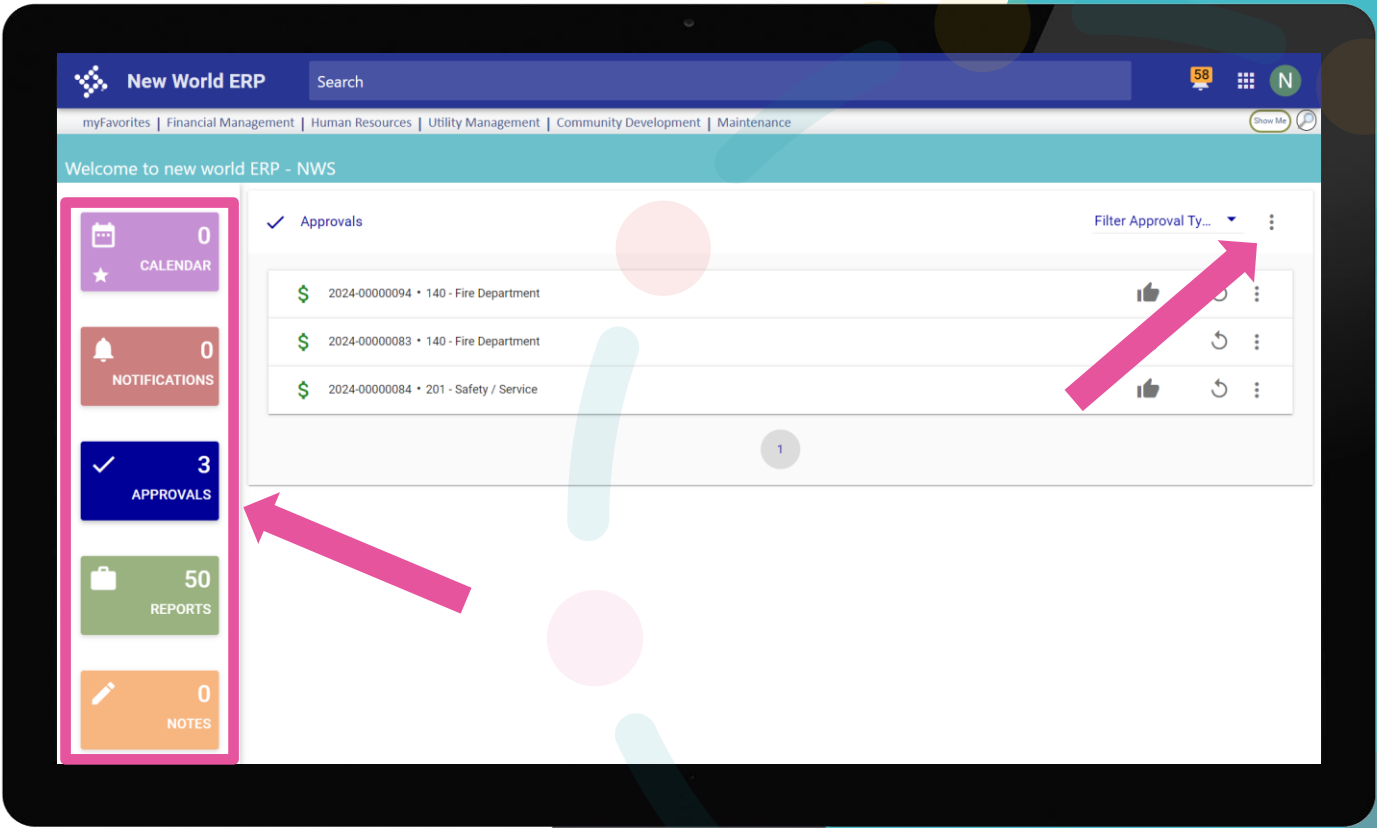 New World ERP
Search
58
N
myFavorites | Financial Management | Human Resources | Utility Management | Community Development | Maintenance
Show Me
Welcome to new world ERP - NWS
0
CALENDAR
0
NOTIFICATIONS
3
APPROVALS
50
REPORTS
0
NOTES
Approvals
Filter Approval Ty...
$ 2024-00000094 • 140 - Fire Department
$ 2024-00000083 • 140 - Fire Department
$ 2024-00000084 • 201 - Safety / Service
1